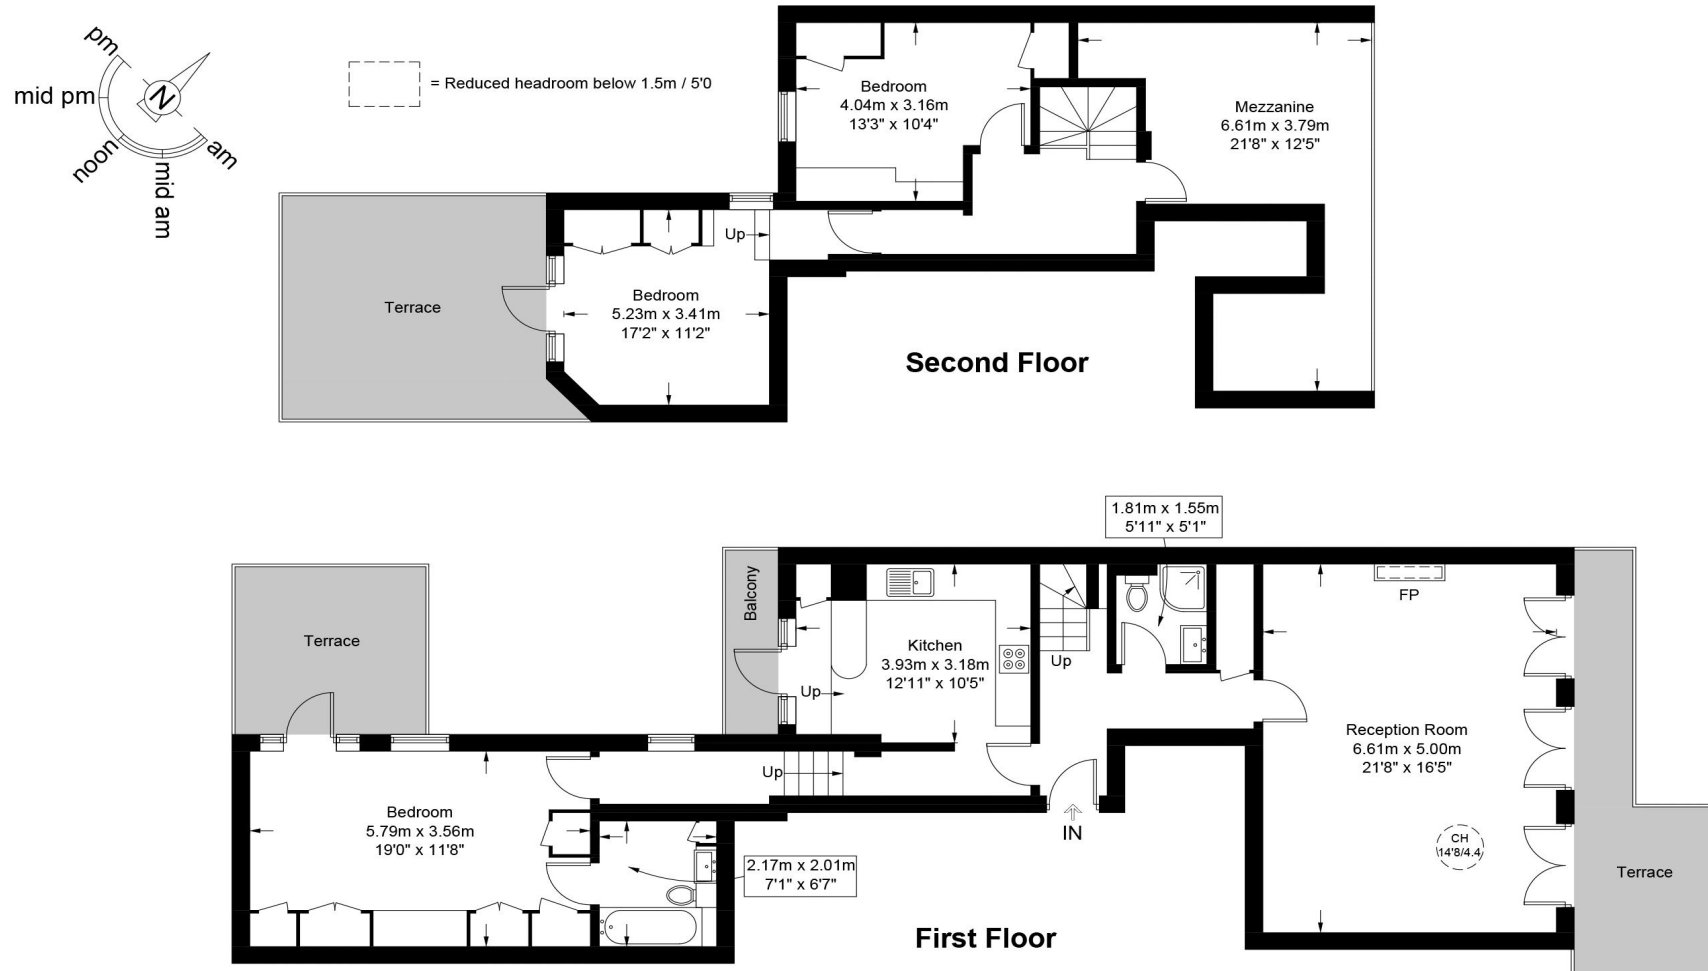 pm
mid pm
noon
mid am
am
N
= Reduced headroom below 1.5m / 5'0
Bedroom
4.04m x 3.16m
13'3" x 10'4"
Mezzanine
6.61m x 3.79m
21'8" x 12'5"
Up
Terrace
Bedroom
5.23m x 3.41m
17'2" x 11'2"
Second Floor
1.81m x 1.55m
5'11" x 5'1"
Balcony
Terrace
FP
Kitchen
3.93m x 3.18m
12'11" x 10'5"
Up
Up
Reception Room
6.61m x 5.00m
21'8" x 16'5"
Up
Bedroom
5.79m x 3.56m
19'0" x 11'8"
IN
CH
14'8/4.4
2.17m x 2.01m
7'1" x 6'7"
Terrace
First Floor